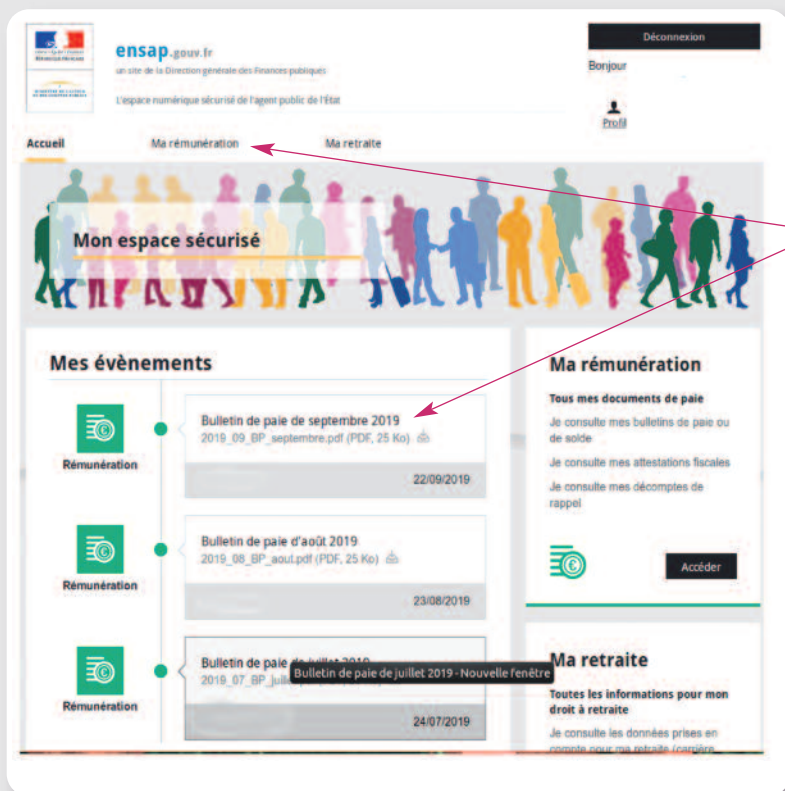 ensap.gouv.fr
un site de la Direction générale des Finances publiques
L'espace numérique sécurisé de l'agent public de l'État
Déconnexion
Bonjour
Profil
Accueil
Ma rémunération
Ma retraite
Mon espace sécurisé
Mes évènements
Rémunération
Bulletin de paie de septembre 2019
2019_09_BP_septembre.pdf (PDF, 25 Ko)
22/09/2019
Rémunération
Bulletin de paie d'août 2019
2019_08_BP_aout.pdf (PDF, 25 Ko)
23/08/2019
Rémunération
Bulletin de paie de juillet 2019
2019_07_BP_juille
Bulletin de paie de juillet 2019 - Nouvelle fenêtre
24/07/2019
Ma rémunération
Tous mes documents de paie
Je consulte mes bulletins de paie ou
de solde
Je consulte mes attestations fiscales
Je consulte mes décomptes de
rappel
Accéder
Ma retraite
Toutes les informations pour mon
droit à retraite
Je consulte les données prises en
compte pour ma retraite (carrière,